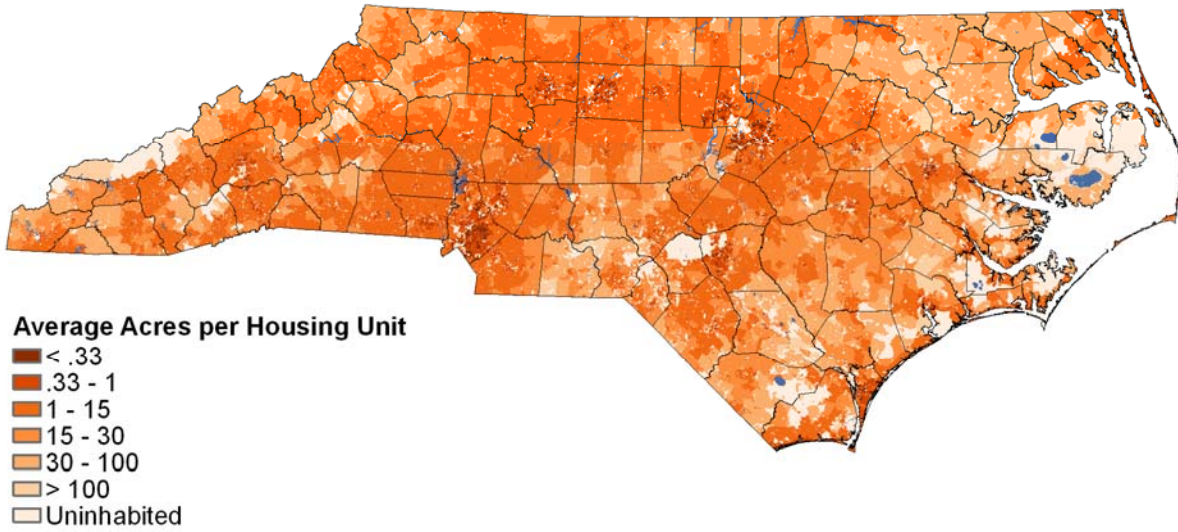 Average Acres per Housing Unit
< .33
.33 - 1
1 - 15
15 - 30
30 - 100
> 100
Uninhabited